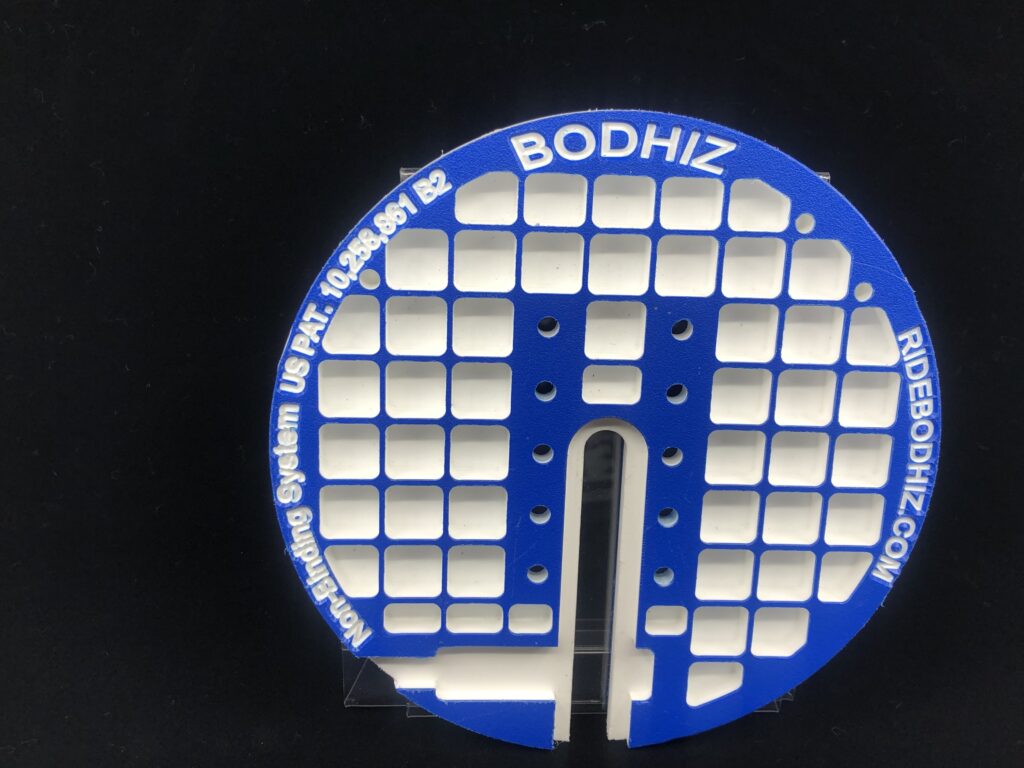 BODHIZ
Non-Binding System US PAT. 10,258,861 B2
RIDEBODHIZ.COM